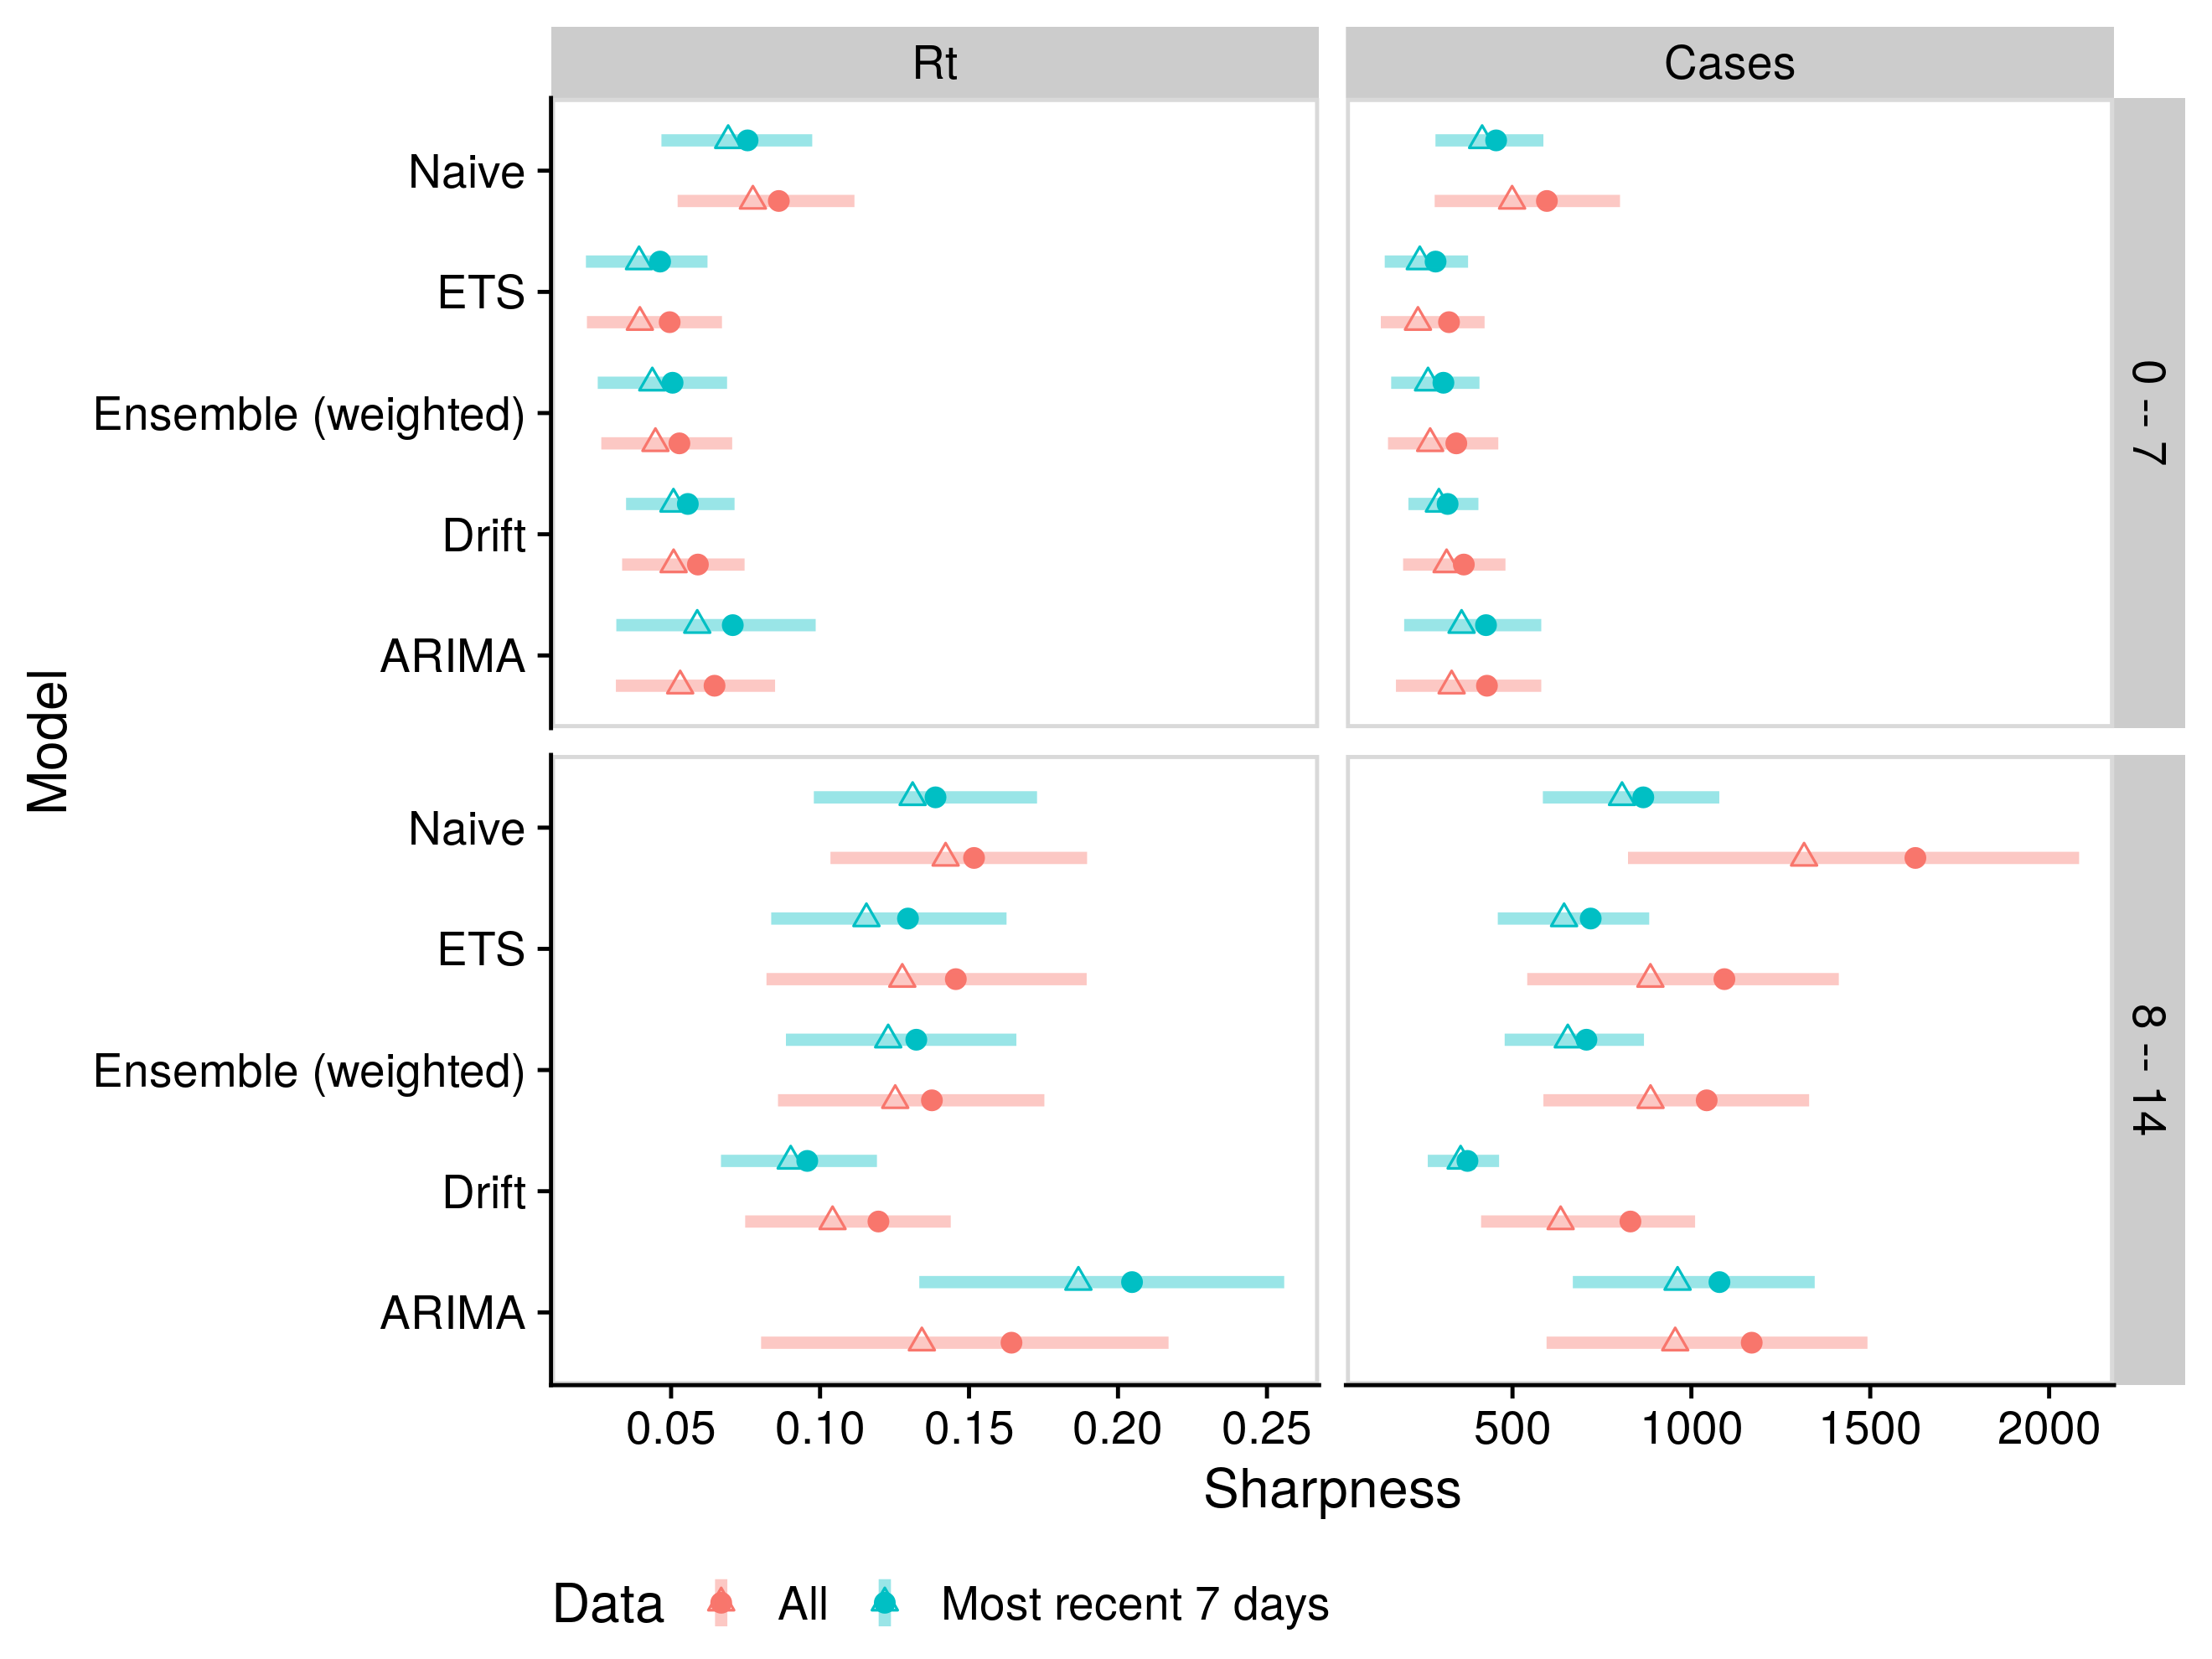 Rt
Cases
Naive
ETS
Ensemble (weighted)
Drift
ARIMA
0 -- 7
Model
Naive
ETS
Ensemble (weighted)
Drift
ARIMA
8 -- 14
0.05 0.10 0.15 0.20 0.25
500 1000 1500 2000
Sharpness
Data All Most recent 7 days